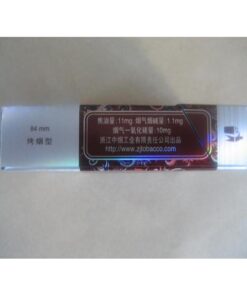 84 mm
烤烟型
焦油量:11mg 烟气烟碱量:1.1mg
烟气一氧化碳量:10mg
浙江中烟工业有限责任公司出品
http://www.zjtobacco.com